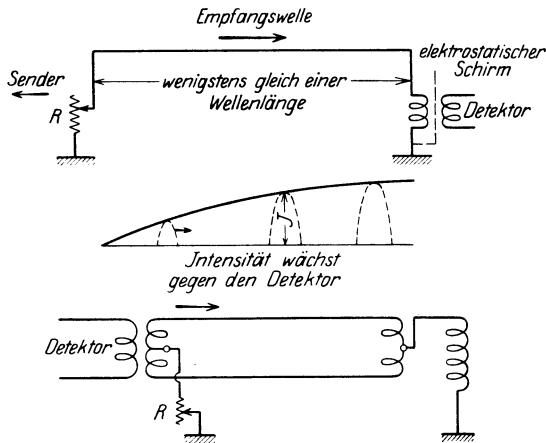 Empfangswelle
elektrostatischer
Schirm
Sender
wenigstens gleich einer
Wellenlänge
R
Detektor
J
Jntensität wächst
gegen den Detektor
Detektor
R